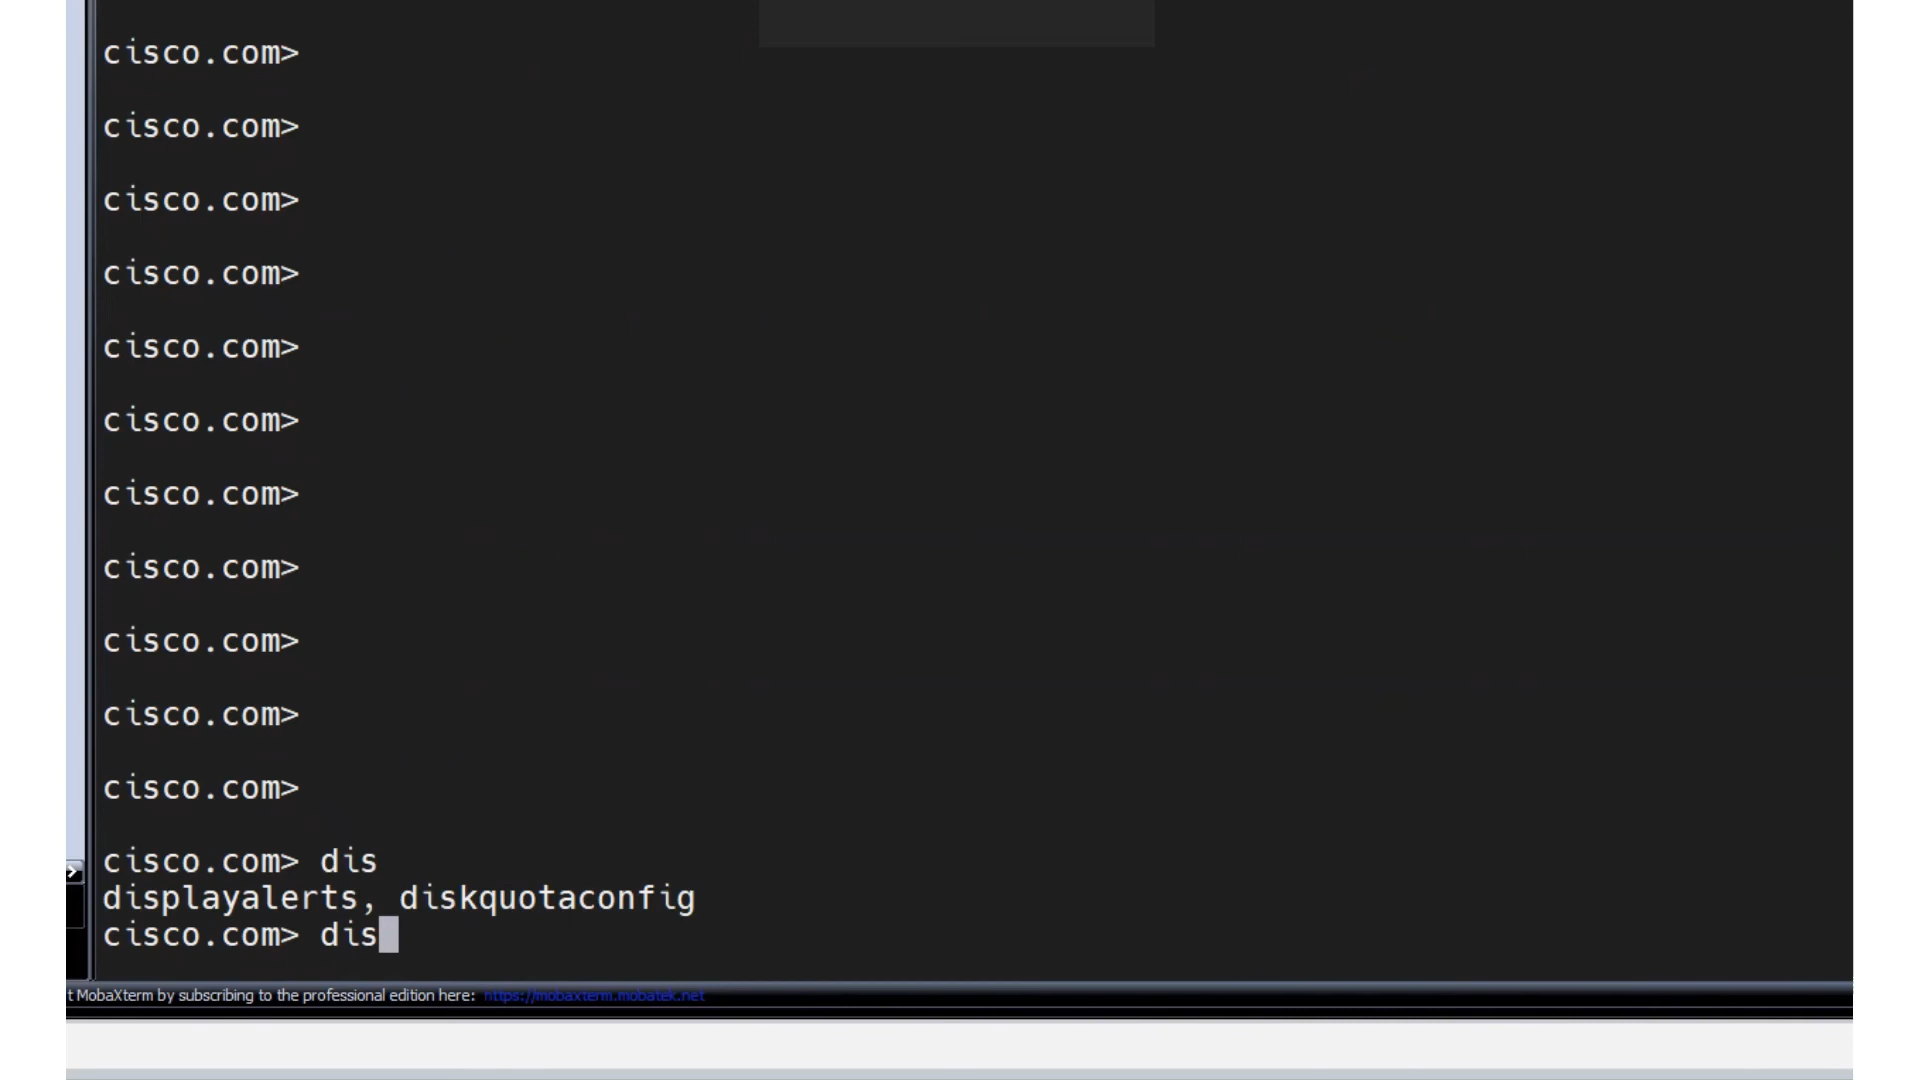 cisco.com>
cisco.com>
cisco.com>
cisco.com>
cisco.com>
cisco.com>
cisco.com>
cisco.com>
cisco.com>
cisco.com>
cisco.com>
cisco.com> dis
displayalerts, diskquotaconfig
cisco.com> dis
t MobaXterm by subscribing to the professional edition here: https://mobaxterm.mobatek.net